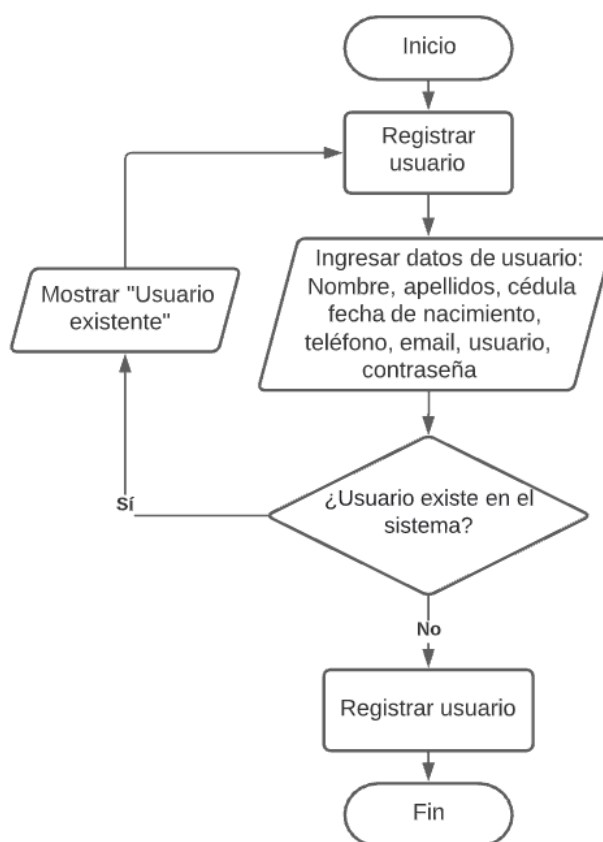 Inicio
Registrar
usuario
Ingresar datos de usuario:
Nombre, apellidos, cédula
fecha de nacimiento,
teléfono, email, usuario,
contraseña
Mostrar "Usuario
existente"
¿Usuario existe en el
sistema?
Sí
No
Registrar usuario
Fin